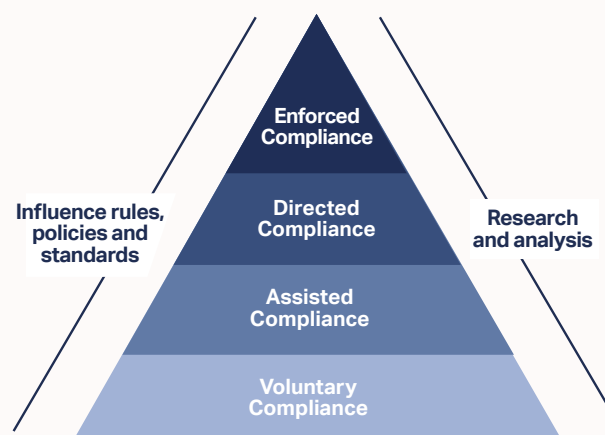 Enforced
Compliance
Influence rules,
policies and
standards
Directed
Compliance
Research
and analysis
Assisted
Compliance
Voluntary
Compliance